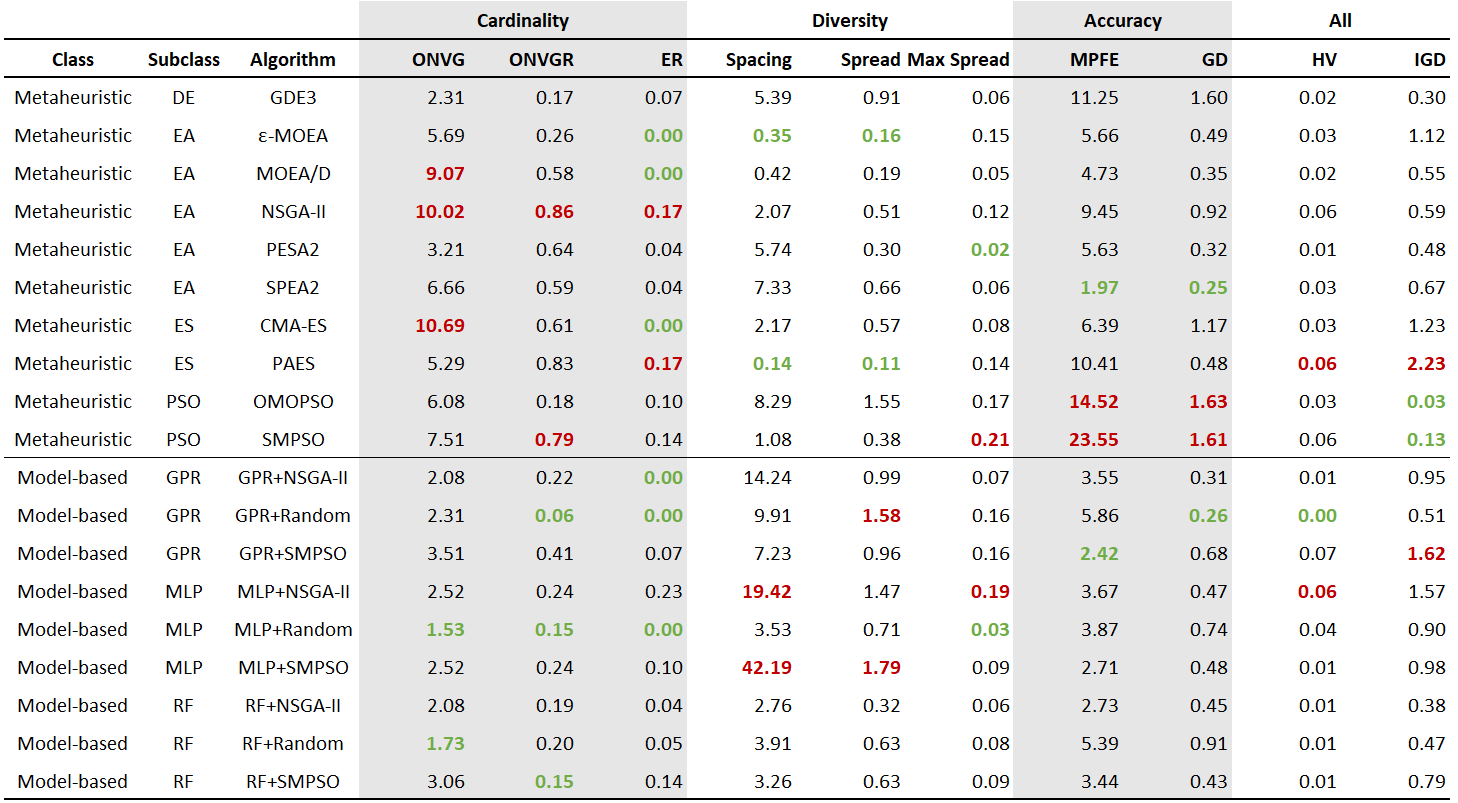 Cardinality Diversity Accuracy All
Class Subclass Algorithm ONVG ONVGR ER Spacing Spread Max Spread MPFE GD HV IGD
Metaheuristic DE GDE3 2.31 0.17 0.07 5.39 0.91 0.06 11.25 1.60 0.02 0.30
Metaheuristic EA ε-MOEA 5.69 0.26 0.00 0.35 0.16 0.15 5.66 0.49 0.03 1.12
Metaheuristic EA MOEA/D 9.07 0.58 0.00 0.42 0.19 0.05 4.73 0.35 0.02 0.55
Metaheuristic EA NSGA-II 10.02 0.86 0.17 2.07 0.51 0.12 9.45 0.92 0.06 0.59
Metaheuristic EA PESA2 3.21 0.64 0.04 5.74 0.30 0.02 5.63 0.32 0.01 0.48
Metaheuristic EA SPEA2 6.66 0.59 0.04 7.33 0.66 0.06 1.97 0.25 0.03 0.67
Metaheuristic ES CMA-ES 10.69 0.61 0.00 2.17 0.57 0.08 6.39 1.17 0.03 1.23
Metaheuristic ES PAES 5.29 0.83 0.17 0.14 0.11 0.14 10.41 0.48 0.06 2.23
Metaheuristic PSO OMOPSO 6.08 0.18 0.10 8.29 1.55 0.17 14.52 1.63 0.03 0.03
Metaheuristic PSO SMPSO 7.51 0.79 0.14 1.08 0.38 0.21 23.55 1.61 0.06 0.13
Model-based GPR GPR+NSGA-II 2.08 0.22 0.00 14.24 0.99 0.07 3.55 0.31 0.01 0.95
Model-based GPR GPR+Random 2.31 0.06 0.00 9.91 1.58 0.16 5.86 0.26 0.00 0.51
Model-based GPR GPR+SMPSO 3.51 0.41 0.07 7.23 0.96 0.16 2.42 0.68 0.07 1.62
Model-based MLP MLP+NSGA-II 2.52 0.24 0.23 19.42 1.47 0.19 3.67 0.47 0.06 1.57
Model-based MLP MLP+Random 1.53 0.15 0.00 3.53 0.71 0.03 3.87 0.74 0.04 0.90
Model-based MLP MLP+SMPSO 2.52 0.24 0.10 42.19 1.79 0.09 2.71 0.48 0.01 0.98
Model-based RF RF+NSGA-II 2.08 0.19 0.04 2.76 0.32 0.06 2.73 0.45 0.01 0.38
Model-based RF RF+Random 1.73 0.20 0.05 3.91 0.63 0.08 5.39 0.91 0.01 0.47
Model-based RF RF+SMPSO 3.06 0.15 0.14 3.26 0.63 0.09 3.44 0.43 0.01 0.79